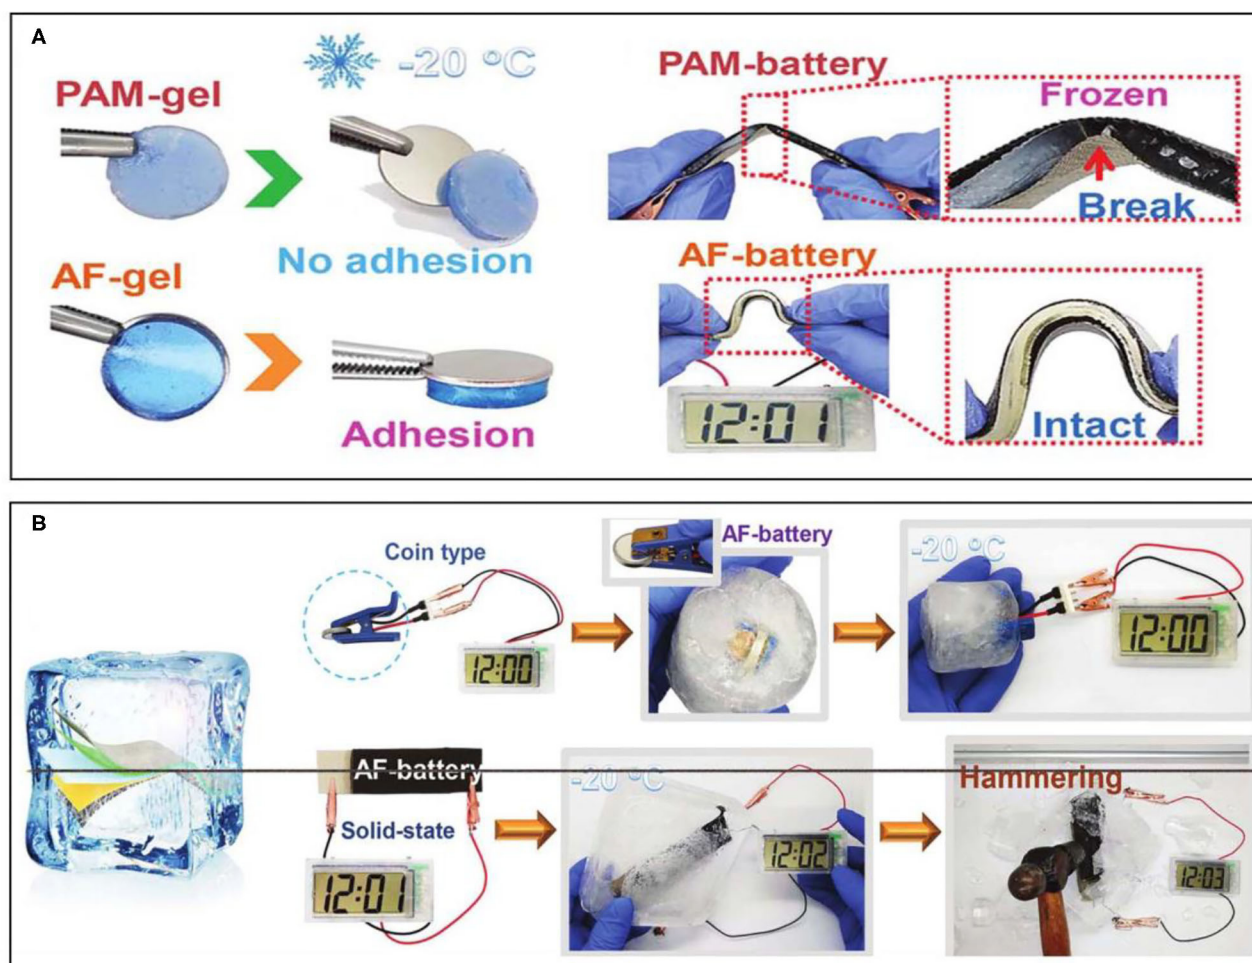 A
-20 °C
PAM-gel
No adhesion
AF-gel
Adhesion
PAM-battery
Frozen
Break
AF-battery
12:01
Intact
B
Coin type
12:00
AF-battery
-20 °C
12:00
AF-battery
Solid-state
12:01
-20 °C
12:02
Hammering
12:03